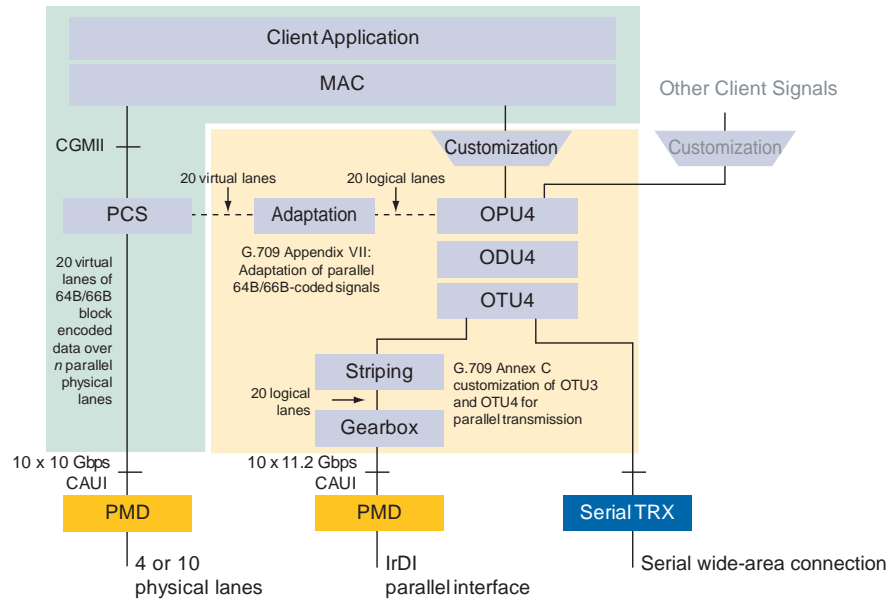 Client Application
MAC
Other Client Signals
CGMII
Customization
Customization
20 virtual lanes
20 logical lanes
PCS
Adaptation
OPU4
G.709 Appendix VII:
Adaptation of parallel
64B/66B-coded signals
ODU4
OTU4
20 virtual
lanes of
64B/66B
block
encoded
data over
n parallel
physical
lanes
Striping
20 logical
lanes
Gearbox
G.709 Annex C
customization of OTU3
and OTU4 for
parallel transmission
10 x 10 Gbps
CAUI
10 x 11.2 Gbps
CAUI
PMD
PMD
Serial TRX
4 or 10
physical lanes
IrDI
parallel interface
Serial wide-area connection